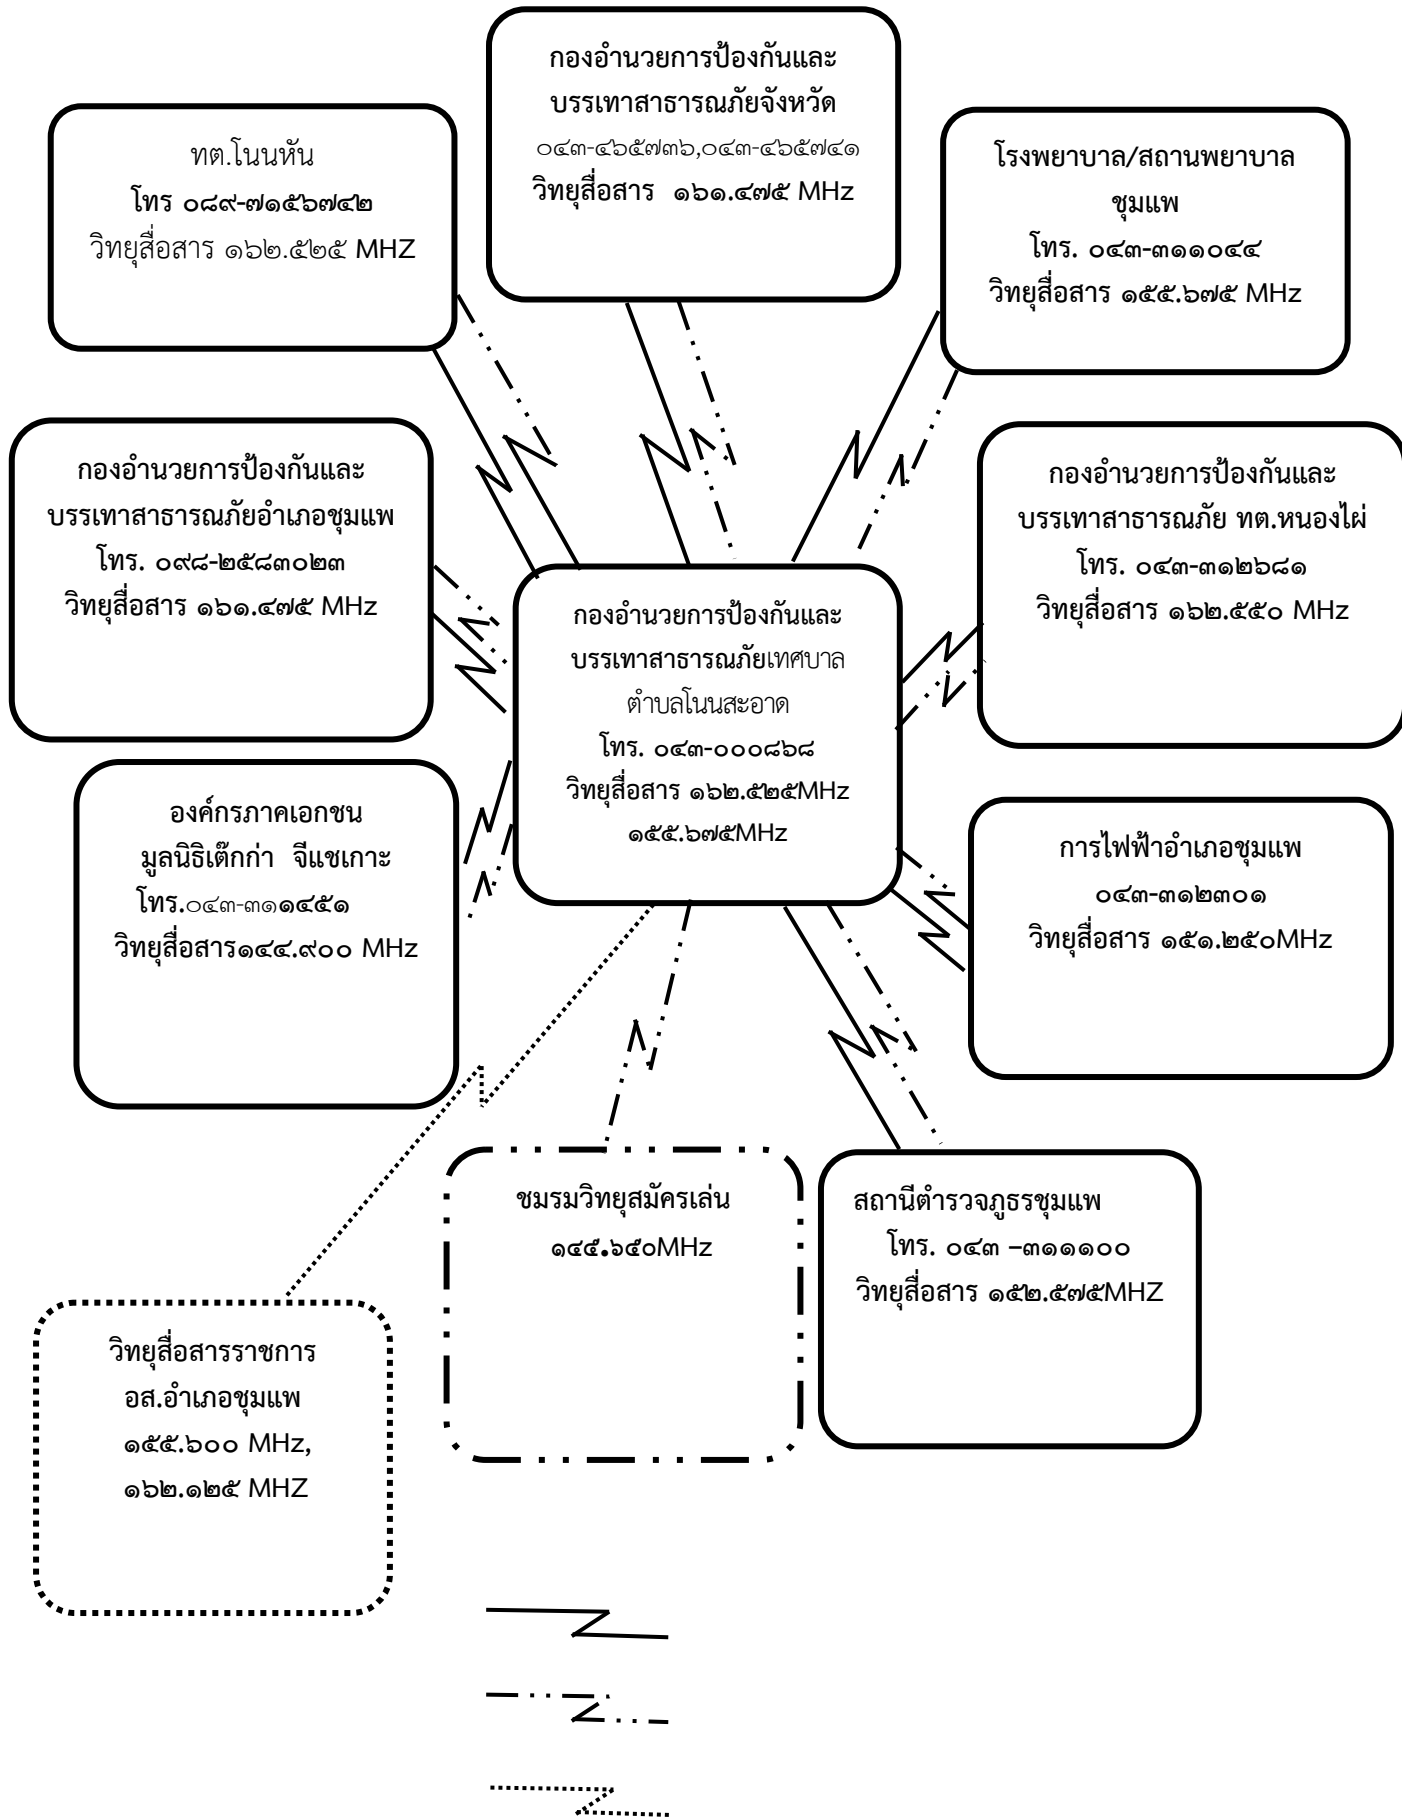 กองอำนวยการป้องกันและ
บรรเทาสาธารณภัยจังหวัด
๐๔๓-๔๖๕๗๓๖,๐๔๓-๔๖๕๗๔๑
วิทยุสื่อสาร ๑๖๑.๔๗๕ MHz
ทต.โนนหัน
โทร ๐๘๙-๗๑๕๖๗๔๒
วิทยุสื่อสาร ๑๖๒.๕๒๕ MHZ
โรงพยาบาล/สถานพยาบาล
ชุมแพ
โทร. ๐๔๓-๓๑๑๐๔๔
วิทยุสื่อสาร ๑๕๕.๖๗๕ MHz
กองอำนวยการป้องกันและ
บรรเทาสาธารณภัยอำเภอชุมแพ
โทร. ๐๙๘-๒๕๘๓๐๒๓
วิทยุสื่อสาร ๑๖๑.๔๗๕ MHz
กองอำนวยการป้องกันและ
บรรเทาสาธารณภัย ทต.หนองไผ่
โทร. ๐๔๓-๓๑๒๖๘๑
วิทยุสื่อสาร ๑๖๒.๕๕๐ MHz
กองอำนวยการป้องกันและ
บรรเทาสาธารณภัยเทศบาล
ตำบลโนนสะอาด
โทร. ๐๔๓-๐๐๐๘๖๘
วิทยุสื่อสาร ๑๖๒.๕๒๕MHz
๑๕๕.๖๗๕MHz
องค์กรภาคเอกชน
มูลนิธิเต๊กก่า จีแชเกาะ
โทร.๐๔๓-๓๑๑๔๕๑
วิทยุสื่อสาร๑๔๔.๙๐๐ MHz
การไฟฟ้าอำเภอชุมแพ
๐๔๓-๓๑๒๓๐๑
วิทยุสื่อสาร ๑๕๑.๒๕๐MHz
ชมรมวิทยุสมัครเล่น
๑๔๕.๖๕๐MHz
สถานีตำรวจภูธรชุมแพ
โทร. ๐๔๓ –๓๑๑๑๐๐
วิทยุสื่อสาร ๑๕๒.๕๗๕MHZ
วิทยุสื่อสารราชการ
อส.อำเภอชุมแพ
๑๕๕.๖๐๐ MHz,
๑๖๒.๑๒๕ MHZ